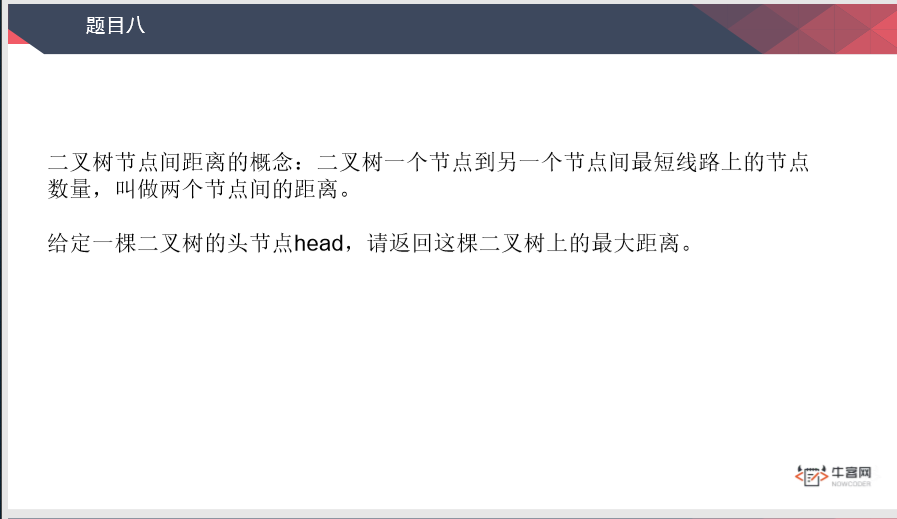 题目八
二叉树节点间距离的概念：二叉树一个节点到另一个节点间最短线路上的节点
数量，叫做两个节点间的距离。
给定一棵二叉树的头节点head，请返回这棵二叉树上的最大距离。
牛客网
NOWCODER